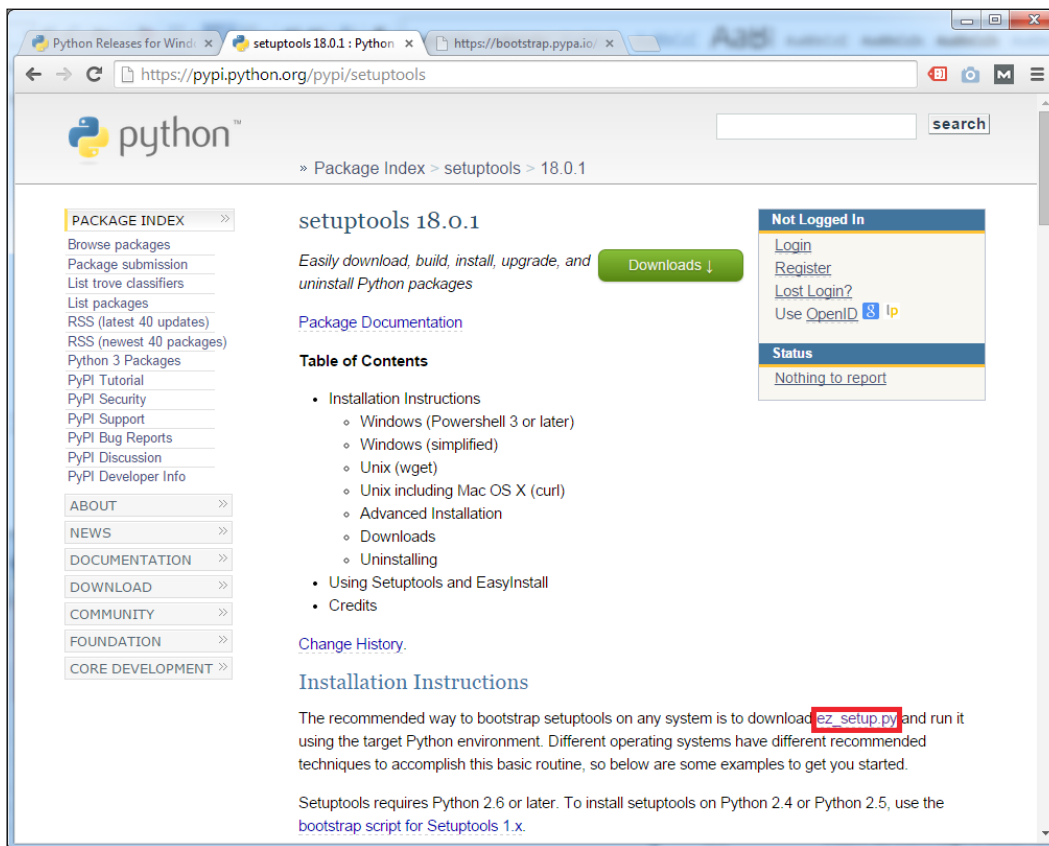 Python Releases for Wind
setuptools 18.0.1 : Python
https://bootstrap.pypa.io/
https://pypi.python.org/pypi/setuptools
python™
search
» Package Index > setuptools > 18.0.1
PACKAGE INDEX »
Browse packages
Package submission
List trove classifiers
List packages
RSS (latest 40 updates)
RSS (newest 40 packages)
Python 3 Packages
PyPI Tutorial
PyPI Security
PyPI Support
PyPI Bug Reports
PyPI Discussion
PyPI Developer Info
ABOUT »
NEWS »
DOCUMENTATION »
DOWNLOAD »
COMMUNITY »
FOUNDATION »
CORE DEVELOPMENT »
setuptools 18.0.1
Easily download, build, install, upgrade, and
uninstall Python packages
Downloads ↓
Package Documentation
Table of Contents
• Installation Instructions
◦ Windows (Powershell 3 or later)
◦ Windows (simplified)
◦ Unix (wget)
◦ Unix including Mac OS X (curl)
◦ Advanced Installation
◦ Downloads
◦ Uninstalling
• Using Setuptools and EasyInstall
• Credits
Change History.
Installation Instructions
The recommended way to bootstrap setuptools on any system is to download ez_setup.py and run it
using the target Python environment. Different operating systems have different recommended
techniques to accomplish this basic routine, so below are some examples to get you started.
Setuptools requires Python 2.6 or later. To install setuptools on Python 2.4 or Python 2.5, use the
bootstrap script for Setuptools 1.x.
Not Logged In
Login
Register
Lost Login?
Use OpenID 8 lp
Status
Nothing to report